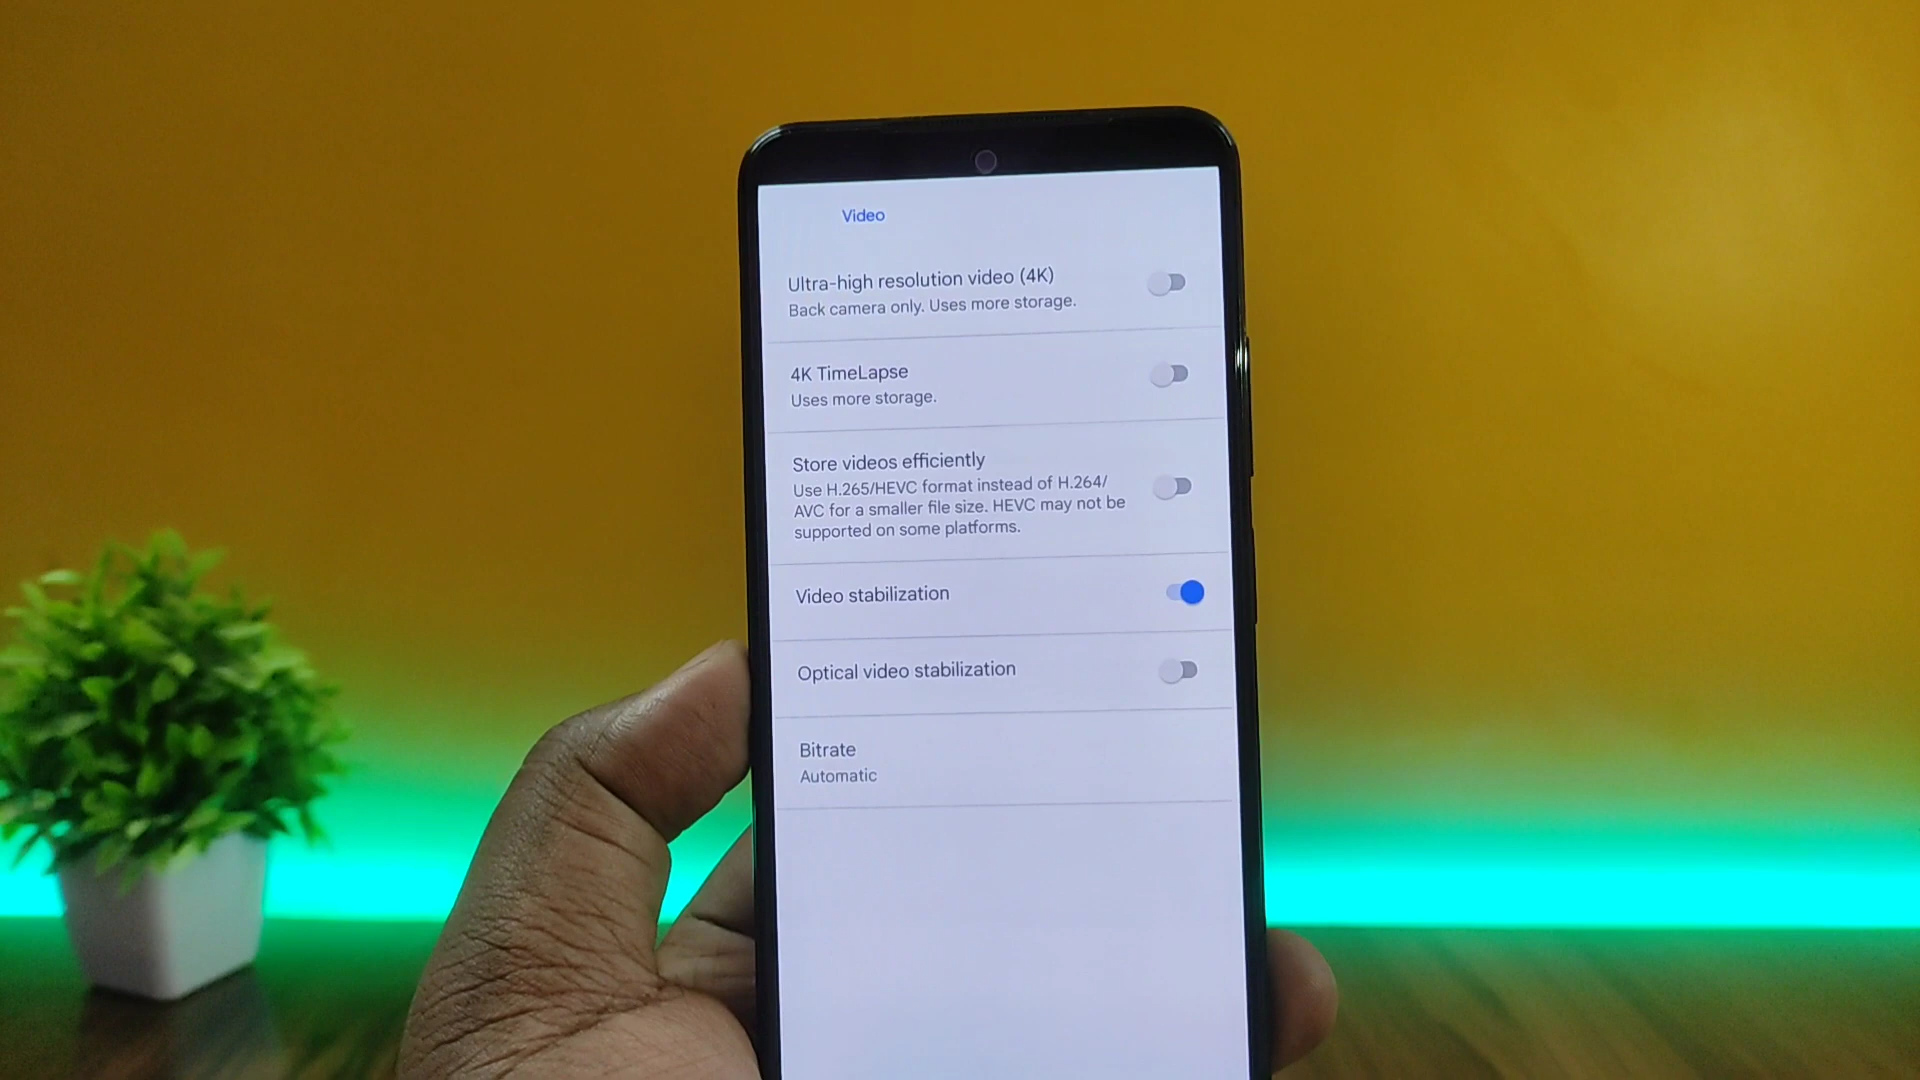 Video
Ultra-high resolution video (4K)
Back camera only. Uses more storage.
4K TimeLapse
Uses more storage.
Store videos efficiently
Use H.265/HEVC format instead of H.264/
AVC for a smaller file size. HEVC may not be
supported on some platforms.
Video stabilization
Optical video stabilization
Bitrate
Automatic